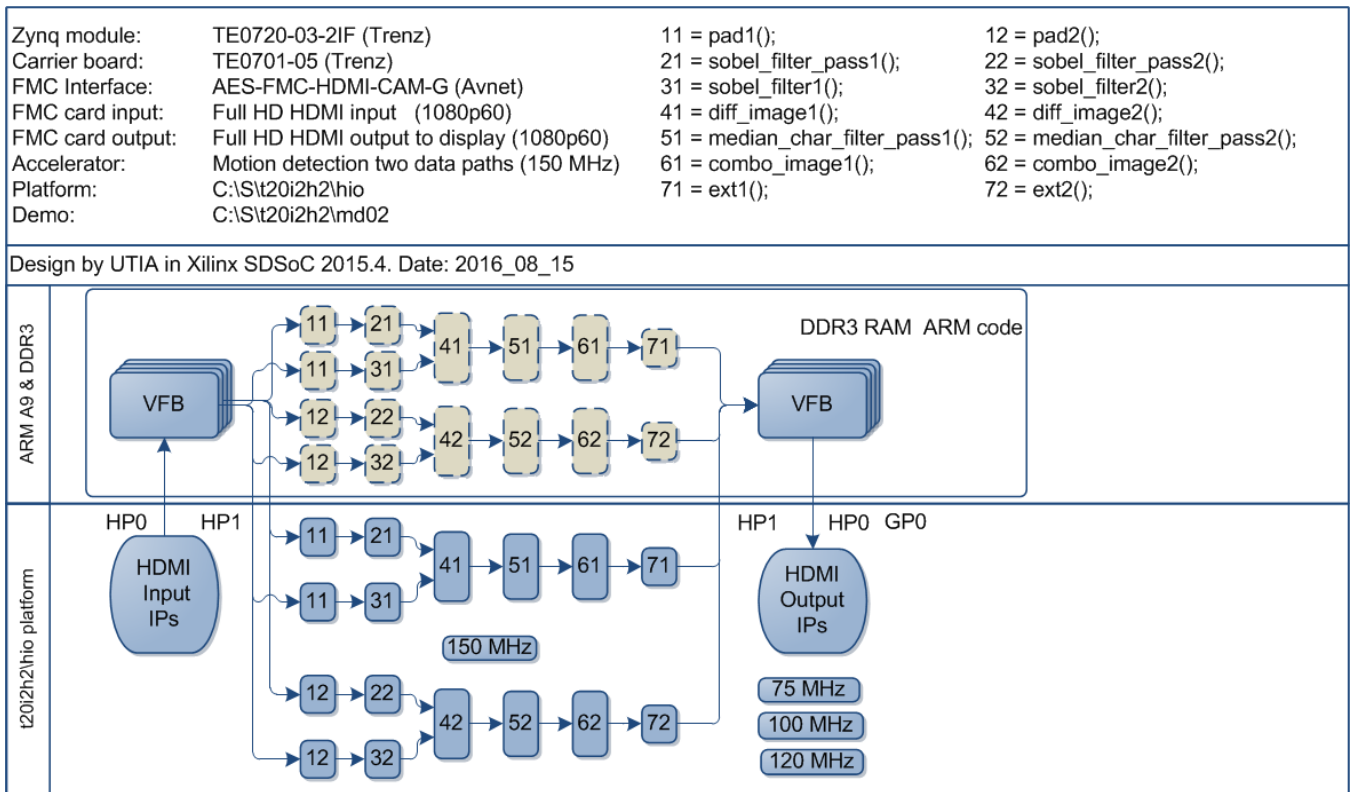 Zynq module: TE0720-03-2IF (Trenz) 11 = pad1(); 12 = pad2();
Carrier board: TE0701-05 (Trenz) 21 = sobel_filter_pass1(); 22 = sobel_filter_pass2();
FMC Interface: AES-FMC-HDMI-CAM-G (Avnet) 31 = sobel_filter1(); 32 = sobel_filter2();
FMC card input: Full HD HDMI input (1080p60) 41 = diff_image1(); 42 = diff_image2();
FMC card output: Full HD HDMI output to display (1080p60) 51 = median_char_filter_pass1(); 52 = median_char_filter_pass2();
Accelerator: Motion detection two data paths (150 MHz) 61 = combo_image1(); 62 = combo_image2();
Platform: C:\S\t20i2h2\hio 71 = ext1(); 72 = ext2();
Demo: C:\S\t20i2h2\md02
Design by UTIA in Xilinx SDSoC 2015.4. Date: 2016_08_15
ARM A9 & DDR3
DDR3 RAM ARM code
11 21
41 51 61 71
11 31
VFB
VFB
12 22
42 52 62 72
12 32
t20i2h2\hio platform
HP0 HP1
HP1 HP0 GP0
11 21
41 51 61 71
11 31
HDMI
Input
IPs
HDMI
Output
IPs
150 MHz
12 22
42 52 62 72
12 32
75 MHz
100 MHz
120 MHz